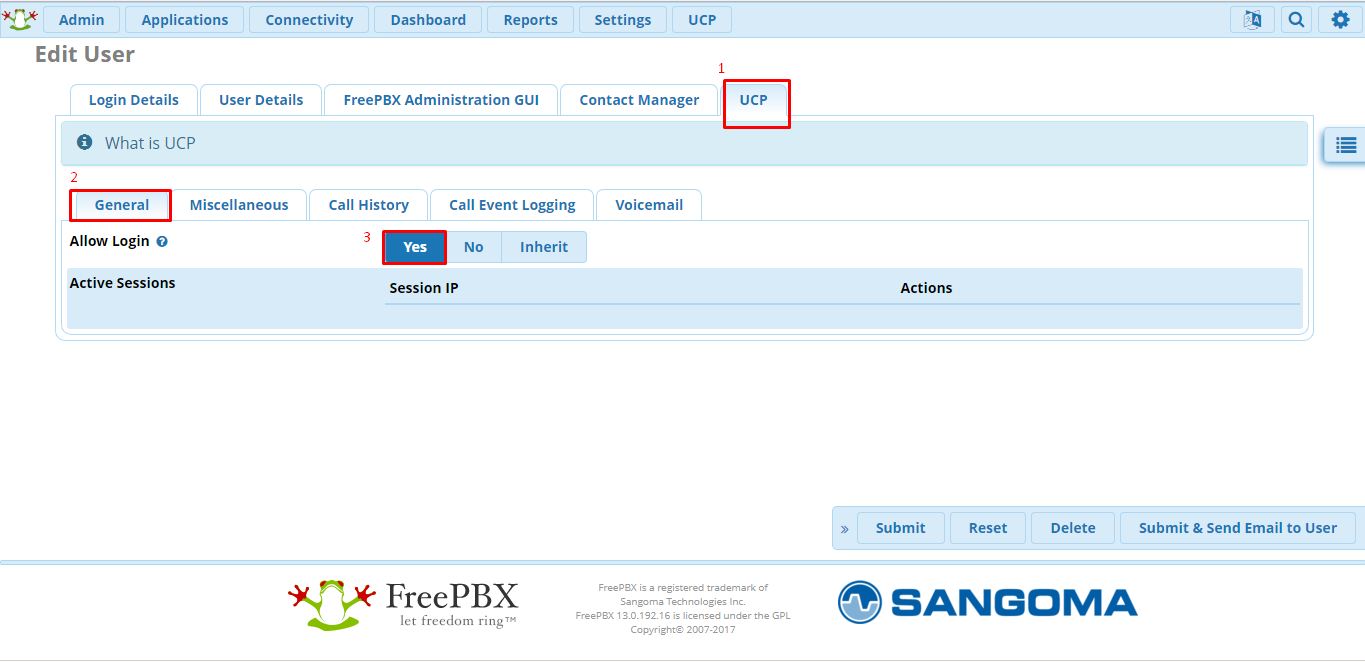 Admin Applications Connectivity Dashboard Reports Settings UCP
Edit User
1
Login Details User Details FreePBX Administration GUI Contact Manager UCP
What is UCP
2
General Miscellaneous Call History Call Event Logging Voicemail
Allow Login ? 3 Yes No Inherit
Active Sessions Session IP Actions
» Submit Reset Delete Submit & Send Email to User
FreePBX
let freedom ring™
FreePBX is a registered trademark of
Sangoma Technologies Inc.
FreePBX 13.0.192.16 is licensed under the GPL
Copyright© 2007-2017
SANGOMA